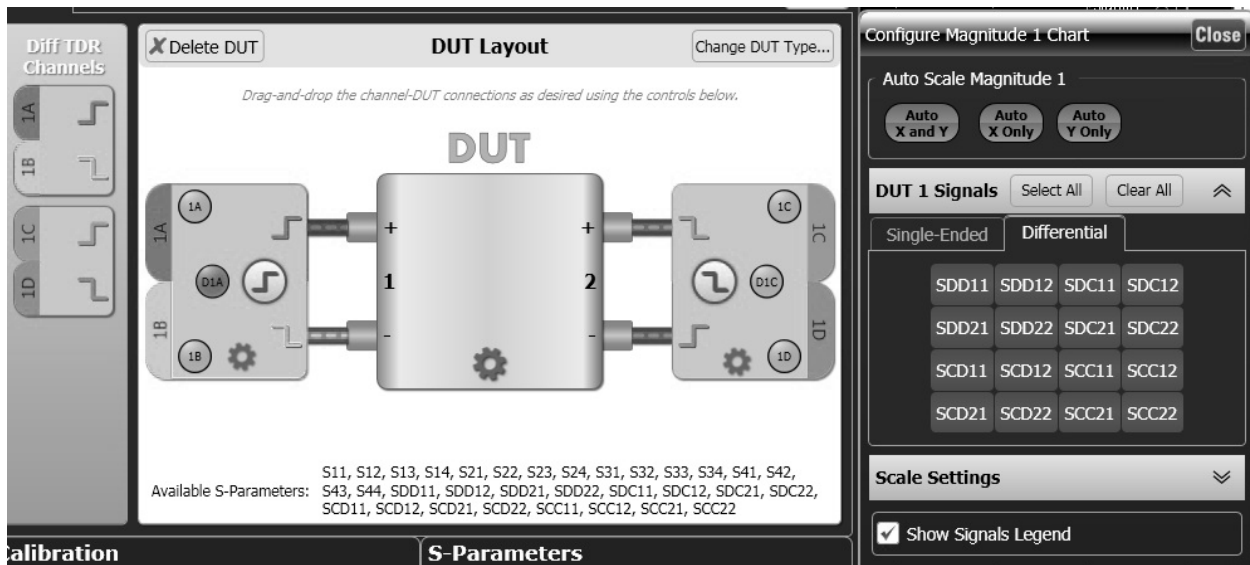 Diff TDR
Channels
1A
1B
1C
1D
✗ Delete DUT
DUT Layout
Change DUT Type...
Drag-and-drop the channel-DUT connections as desired using the controls below.
DUT
1A
1B
1A
D1A
1B
+
1
-
+
2
-
1C
D1C
1D
1C
1D
Available S-Parameters:
S11, S12, S13, S14, S21, S22, S23, S24, S31, S32, S33, S34, S41, S42,
S43, S44, SDD11, SDD12, SDD21, SDD22, SDC11, SDC12, SDC21, SDC22,
SCD11, SCD12, SCD21, SCD22, SCC11, SCC12, SCC21, SCC22
Calibration
S-Parameters
Configure Magnitude 1 Chart
Close
Auto Scale Magnitude 1
Auto
X and Y
Auto
X Only
Auto
Y Only
DUT 1 Signals
Select All
Clear All
Single-Ended
Differential
SDD11 SDD12 SDC11 SDC12
SDD21 SDD22 SDC21 SDC22
SCD11 SCD12 SCC11 SCC12
SCD21 SCD22 SCC21 SCC22
Scale Settings
Show Signals Legend